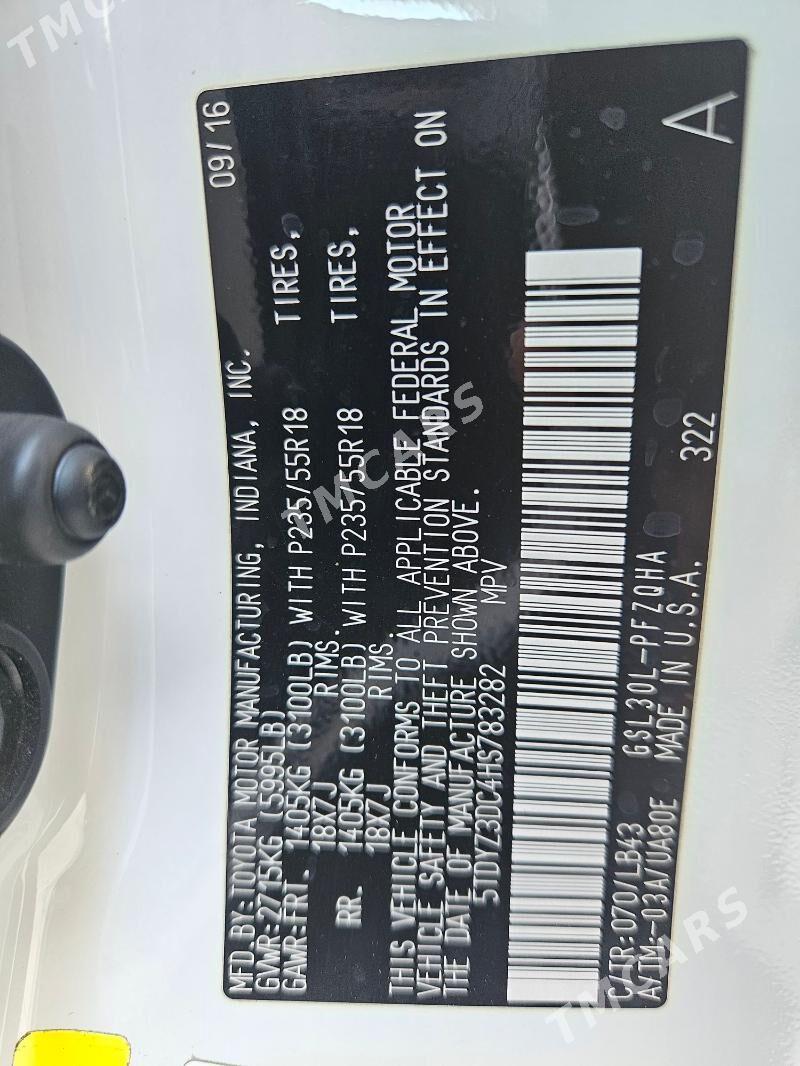 MFD.BY:TOYOTA MOTOR MANUFACTURING, INDIANA, INC. 09/16
GVWR:2715KG (5995LB)
GAWR:FRT. 1405KG (3100LB) WITH P235/55R18 TIRES,
18X7J RIMS.
RR. 1405KG (3100LB) WITH P235/55R18 TIRES,
18X7J RIMS.
THIS VEHICLE CONFORMS TO ALL APPLICABLE FEDERAL MOTOR
VEHICLE SAFETY AND THEFT PREVENTION STANDARDS IN EFFECT ON
THE DATE OF MANUFACTURE SHOWN ABOVE.
5TDYZ3DC4HS783282 MPV
C/TR:070/LB43 GSL30L-PFZQHA
A/TM:-03A/UA80E MADE IN U.S.A. 322 A
TMCARS
TMCARS
TMCARS